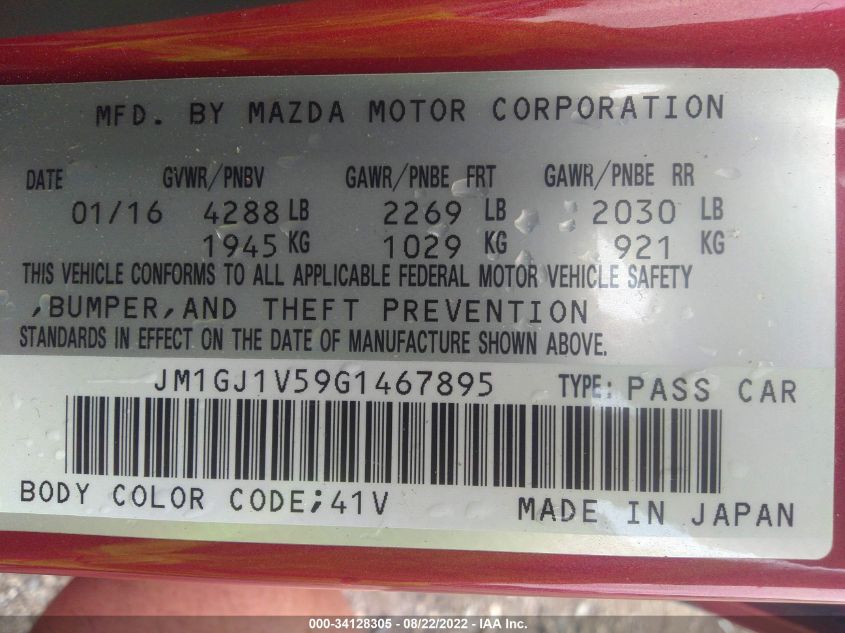 MFD. BY MAZDA MOTOR CORPORATION
DATE GVWR/PNBV GAWR/PNBE FRT GAWR/PNBE RR
01/16 4288 LB 2269 LB 2030 LB
1945 KG 1029 KG 921 KG
THIS VEHICLE CONFORMS TO ALL APPLICABLE FEDERAL MOTOR VEHICLE SAFETY
,BUMPER,AND THEFT PREVENTION
STANDARDS IN EFFECT ON THE DATE OF MANUFACTURE SHOWN ABOVE.
JM1GJ1V59G1467895 TYPE: PASS CAR
BODY COLOR CODE;41V MADE IN JAPAN
000-34128305 - 08/22/2022 - IAA Inc.